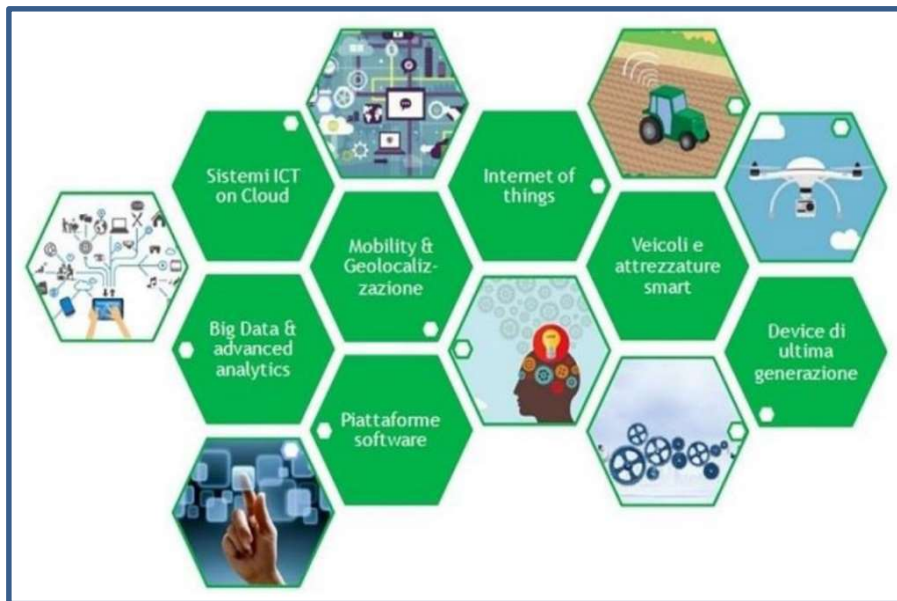 Sistemi ICT
on Cloud
Internet of
things
Mobility &
Geolocaliz-
zazione
Veicoli e
attrezzature
smart
Big Data &
advanced
analytics
Device di
ultima
generazione
Piattaforme
software